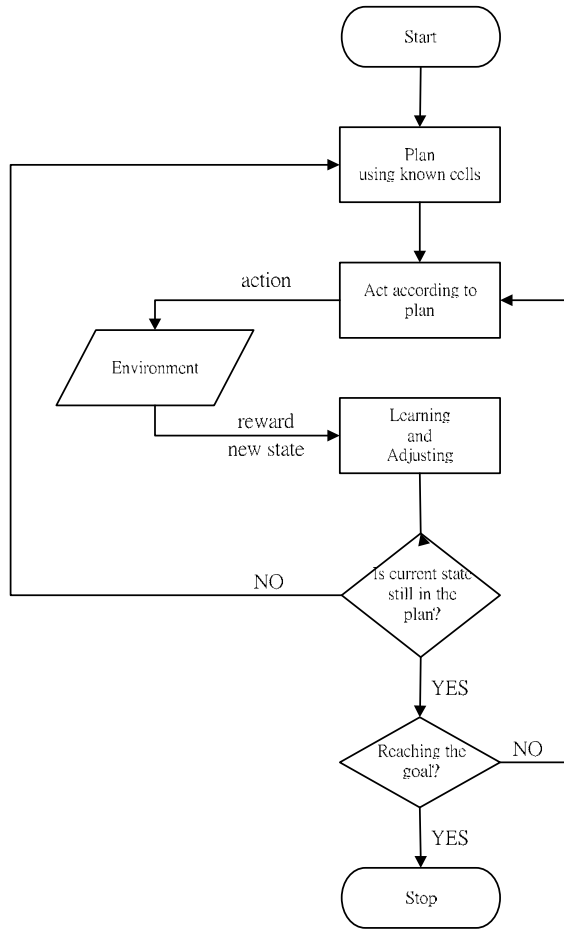 Start
Plan
using known cells
action
Act according to
plan
Environment
reward
new state
Learning
and
Adjusting
Is current state
still in the
plan?
NO
YES
Reaching the
goal?
NO
YES
Stop